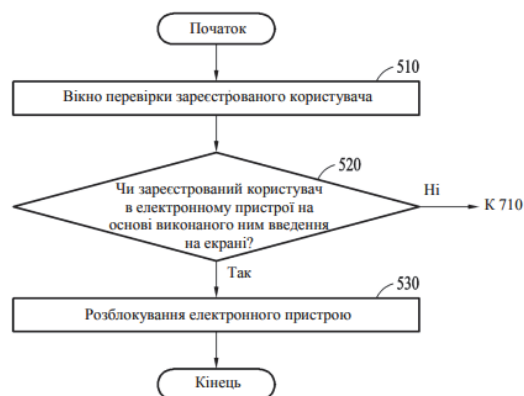 Початок
510
Вікно перевірки зареєстрованого користувача
520
Чи зареєстрований користувач
в електронному пристрої на
основі виконаного ним введення
на екрані?
Ні
К 710
Так
530
Розблокування електронного пристрою
Кінець